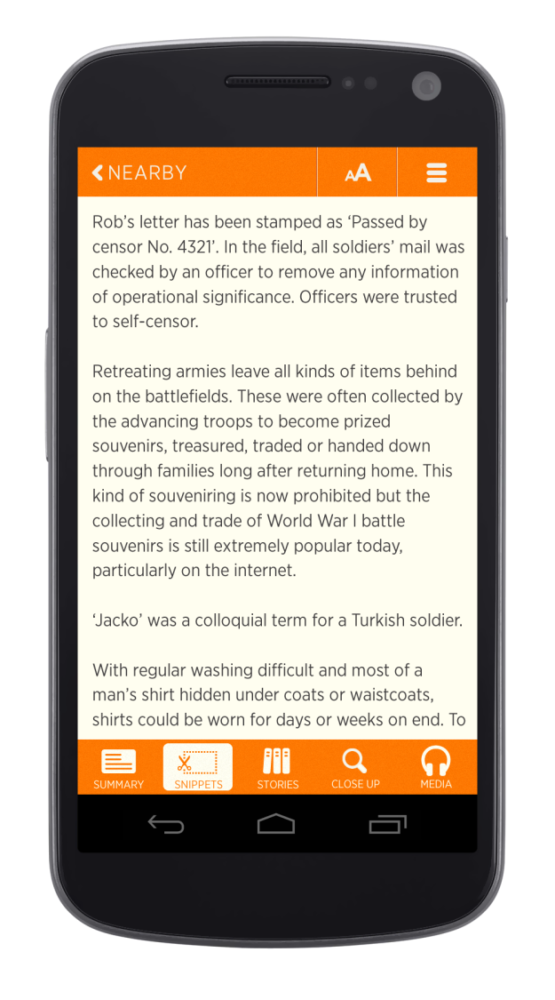 NEARBY
AA
Rob’s letter has been stamped as ‘Passed by
censor No. 4321’. In the field, all soldiers’ mail was
checked by an officer to remove any information
of operational significance. Officers were trusted
to self-censor.
Retreating armies leave all kinds of items behind
on the battlefields. These were often collected by
the advancing troops to become prized
souvenirs, treasured, traded or handed down
through families long after returning home. This
kind of souveniring is now prohibited but the
collecting and trade of World War I battle
souvenirs is still extremely popular today,
particularly on the internet.
‘Jacko’ was a colloquial term for a Turkish soldier.
With regular washing difficult and most of a
man’s shirt hidden under coats or waistcoats,
shirts could be worn for days or weeks on end. To
SUMMARY
SNIPPETS
STORIES
CLOSE UP
MEDIA